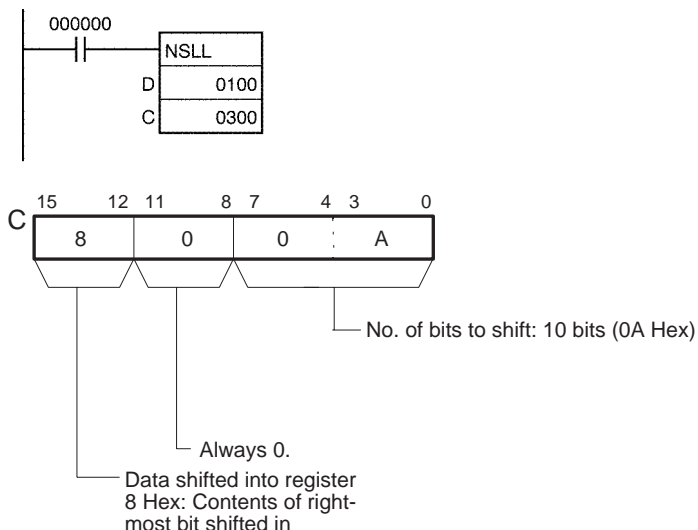 000000
NSLL
D 0100
C 0300
15 12 11 8 7 4 3 0
C 8 0 0 A
No. of bits to shift: 10 bits (0A Hex)
Always 0.
Data shifted into register
8 Hex: Contents of right-
most bit shifted in